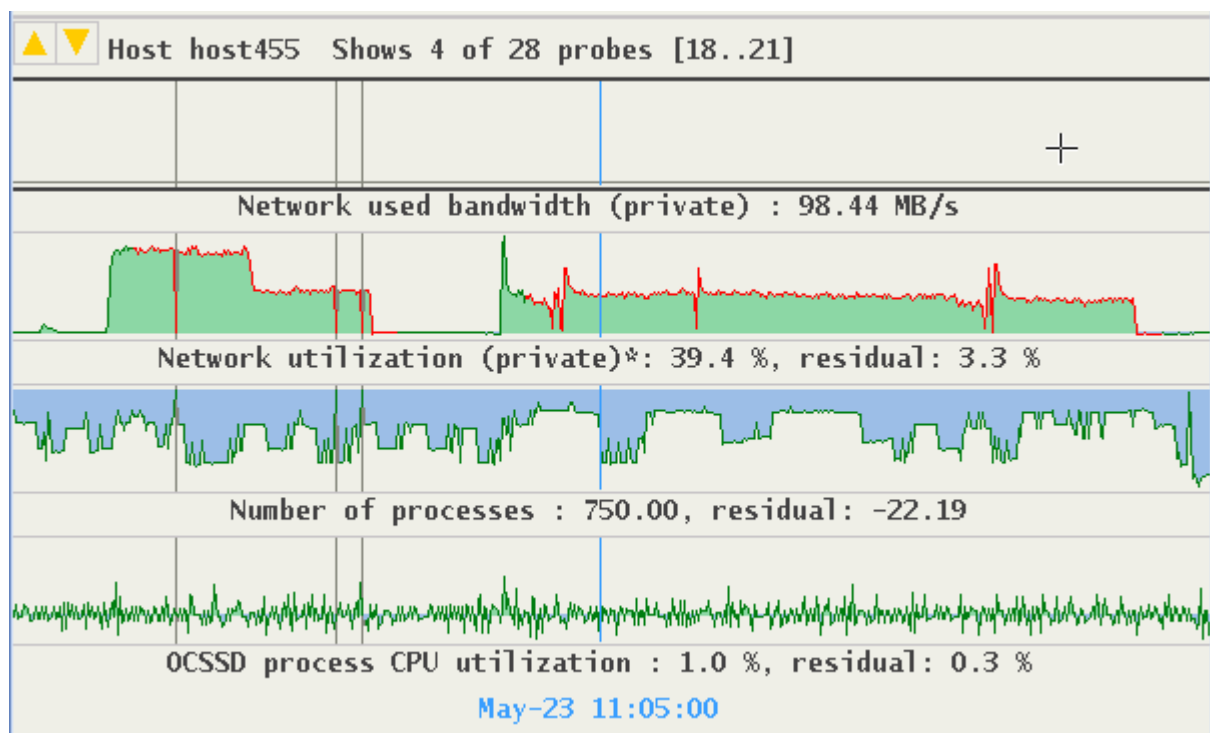 Host host455 Shows 4 of 28 probes [18..21]
Network used bandwidth (private) : 98.44 MB/s
Network utilization (private)*: 39.4 %, residual: 3.3 %
Number of processes : 750.00, residual: -22.19
OCSSD process CPU utilization : 1.0 %, residual: 0.3 %
May-23 11:05:00